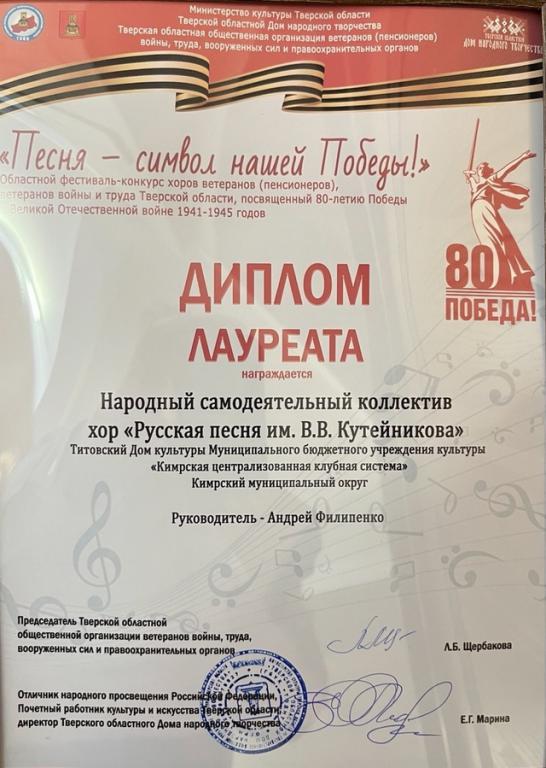 Министерство культуры Тверской области
Тверской областной Дом народного творчества
Тверская областная общественная организация ветеранов (пенсионеров)
войны, труда, вооруженных сил и правоохранительных органов
ТВЕРСКОЙ ОБЛАСТНОЙ
ДОМ НАРОДНОГО ТВОРЧЕСТВА
«Песня – символ нашей Победы!»
Областной фестиваль-конкурс хоров ветеранов (пенсионеров),
ветеранов войны и труда Тверской области, посвященный 80-летию Победы
Великой Отечественной войне 1941-1945 годов
80
ПОБЕДА!
ДИПЛОМ
ЛАУРЕАТА
награждается
Народный самодеятельный коллектив
хор «Русская песня им. В.В. Кутейникова»
Титовский Дом культуры Муниципального бюджетного учреждения культуры
«Кимрская централизованная клубная система»
Кимрский муниципальный округ
Руководитель - Андрей Филипенко
Председатель Тверской областной
общественной организации ветеранов войны, труда,
вооруженных сил и правоохранительных органов
Л.Б. Щербакова
Отличник народного просвещения Российской Федерации,
Почетный работник культуры и искусства Тверской области,
директор Тверского областного Дома народного творчества
Е.Г. Марина